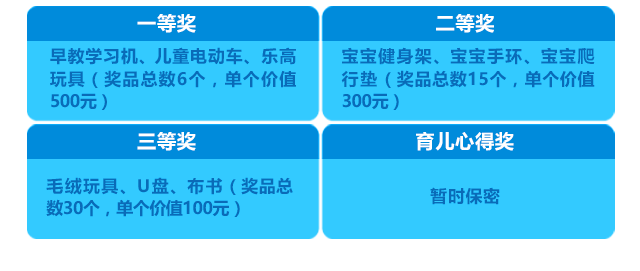 一等奖
早教学习机、儿童电动车、乐高
玩具（奖品总数6个，单个价值
500元）
二等奖
宝宝健身架、宝宝手环、宝宝爬
行垫（奖品总数15个，单个价值
300元）
三等奖
毛绒玩具、U盘、布书（奖品总
数30个，单个价值100元）
育儿心得奖
暂时保密